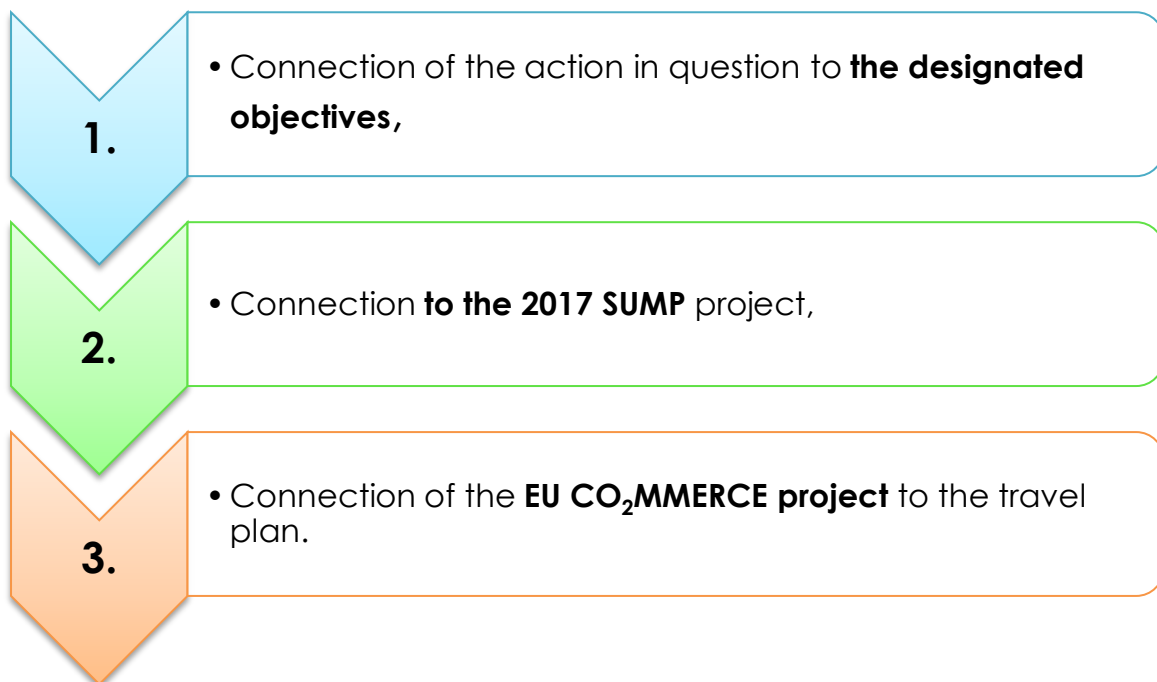 1.
• Connection of the action in question to the designated
objectives,
2.
• Connection to the 2017 SUMP project,
3.
• Connection of the EU CO₂MMERCE project to the travel
plan.